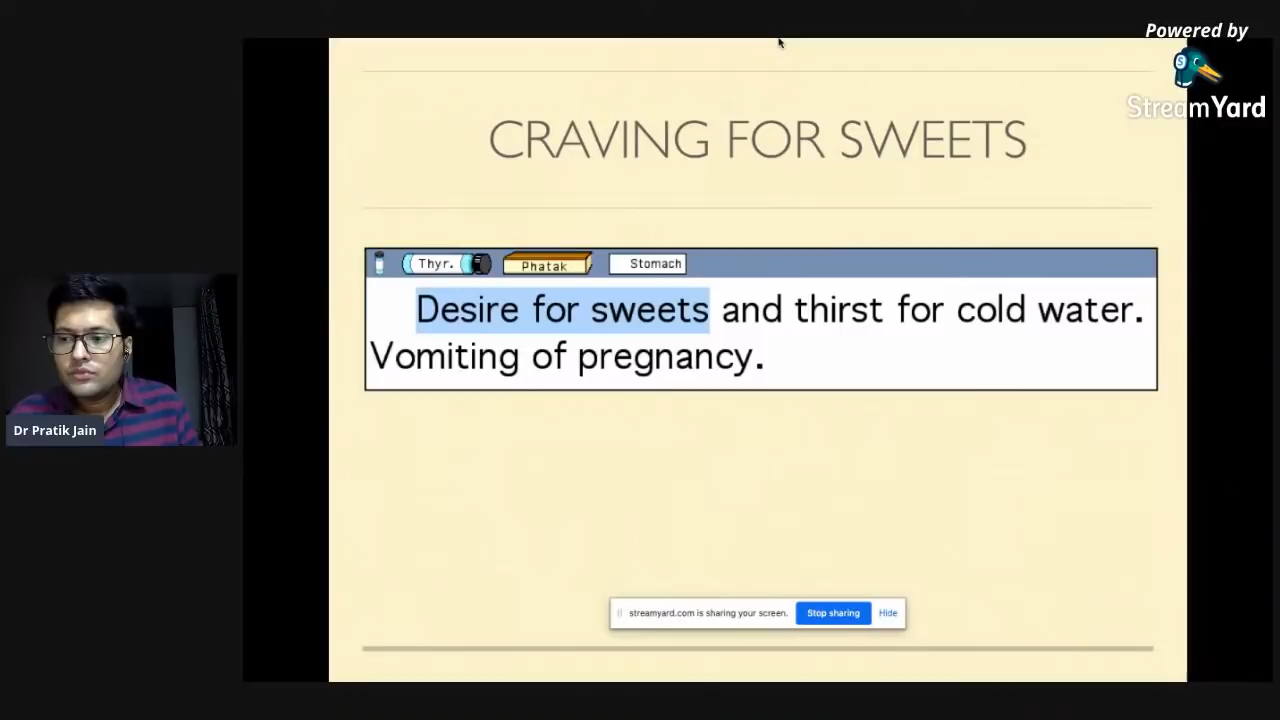 Powered by
StreamYard
CRAVING FOR SWEETS
Thyr. Phatak Stomach
Desire for sweets and thirst for cold water.
Vomiting of pregnancy.
Dr Pratik Jain
streamyard.com is sharing your screen. Stop sharing Hide